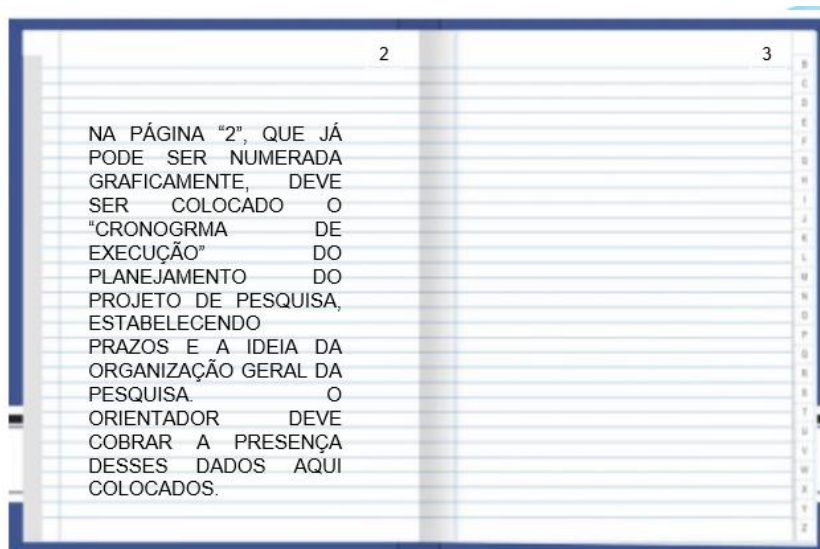 2
NA PÁGINA “2”, QUE JÁ
PODE SER NUMERADA
GRAFICAMENTE, DEVE
SER COLOCADO O
“CRONOGRMA DE
EXECUÇÃO” DO
PLANEJAMENTO DO
PROJETO DE PESQUISA,
ESTABELECENDO
PRAZOS E A IDEIA DA
ORGANIZAÇÃO GERAL DA
PESQUISA. O
ORIENTADOR DEVE
COBRAR A PRESENÇA
DESSES DADOS AQUI
COLOCADOS.
3
B
C
D
E
F
G
H
I
J
K
L
M
N
O
P
Q
R
S
T
U
V
W
X
Y
Z